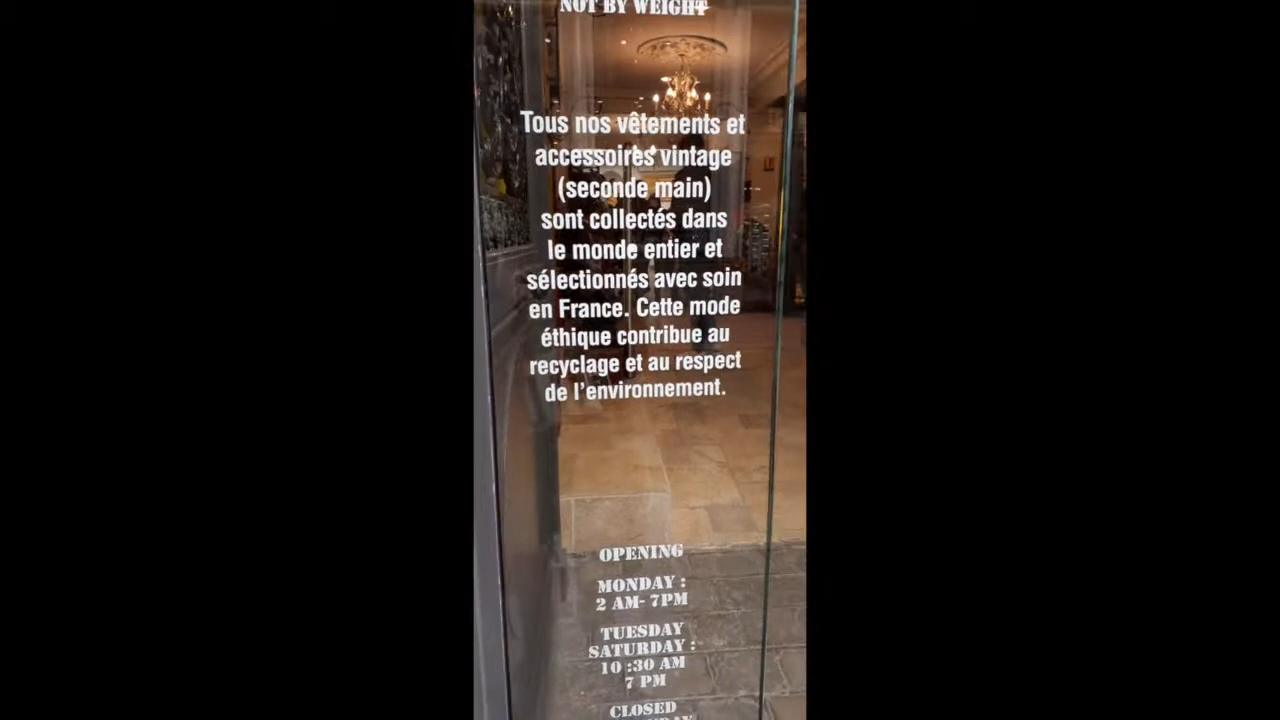 NOT BY WEIGHT
Tous nos vêtements et
accessoires vintage
(seconde main)
sont collectés dans
le monde entier et
sélectionnés avec soin
en France. Cette mode
éthique contribue au
recyclage et au respect
de l'environnement.
OPENING
MONDAY :
2 AM- 7PM
TUESDAY
SATURDAY :
10 :30 AM
7 PM
CLOSED